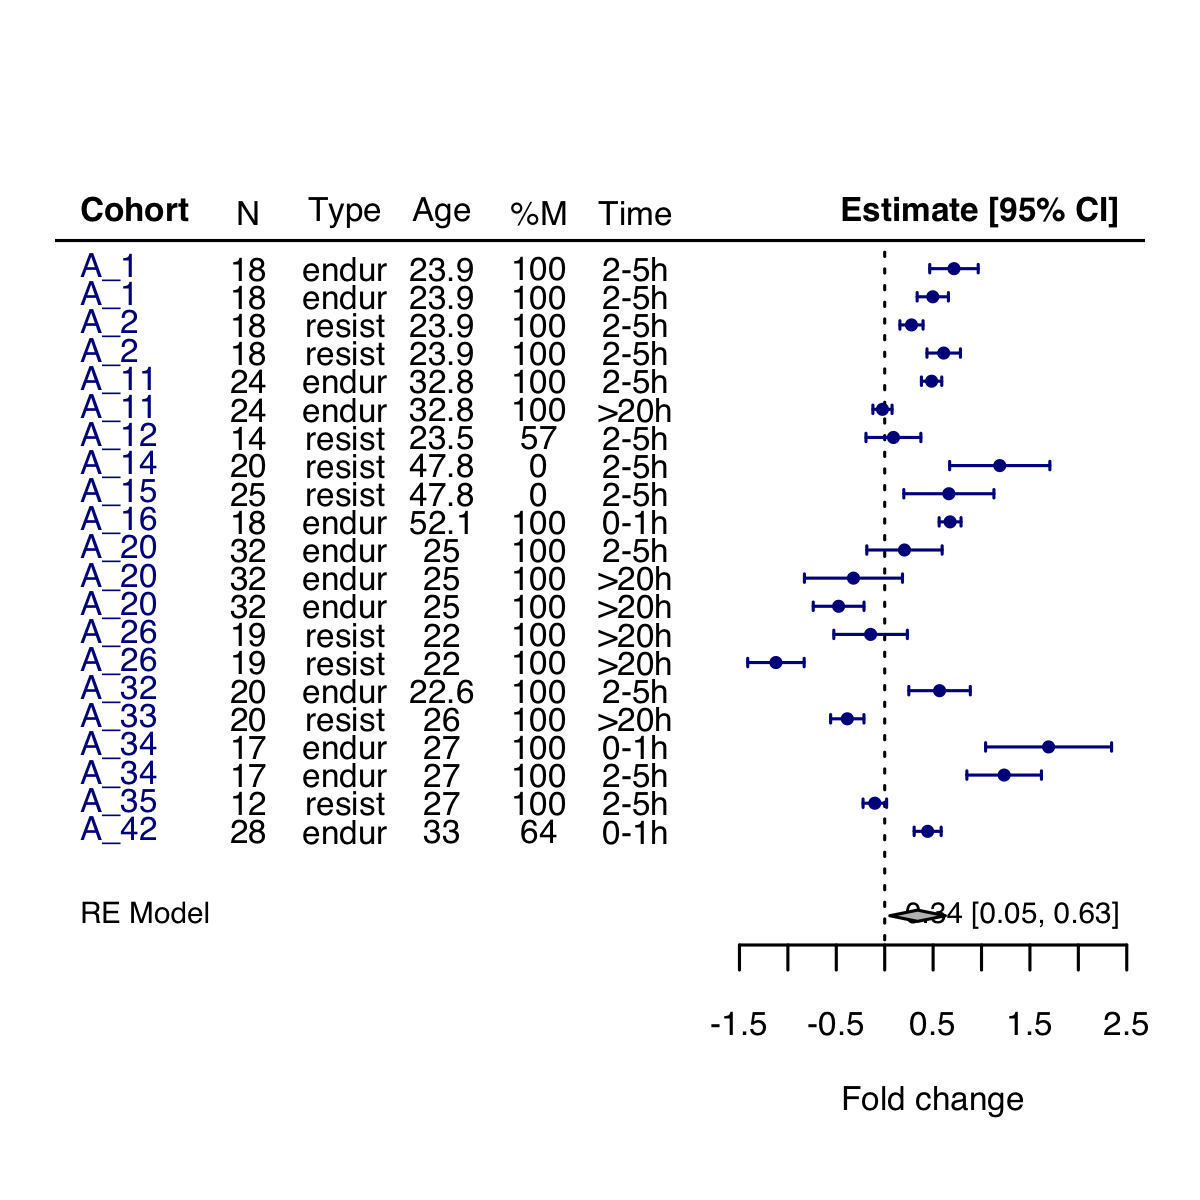 Cohort N Type Age %M Time Estimate [95% CI]
A_1 18 endur 23.9 100 2-5h
A_1 18 endur 23.9 100 2-5h
A_2 18 resist 23.9 100 2-5h
A_2 18 resist 23.9 100 2-5h
A_11 24 endur 32.8 100 2-5h
A_11 24 endur 32.8 100 >20h
A_12 14 resist 23.5 57 2-5h
A_14 20 resist 47.8 0 2-5h
A_15 25 resist 47.8 0 2-5h
A_16 18 endur 52.1 100 0-1h
A_20 32 endur 25 100 2-5h
A_20 32 endur 25 100 >20h
A_20 32 endur 25 100 >20h
A_26 19 resist 22 100 >20h
A_26 19 resist 22 100 >20h
A_32 20 endur 22.6 100 2-5h
A_33 20 resist 26 100 >20h
A_34 17 endur 27 100 0-1h
A_34 17 endur 27 100 2-5h
A_35 12 resist 27 100 2-5h
A_42 28 endur 33 64 0-1h
RE Model 0.34 [0.05, 0.63]
-1.5 -0.5 0.5 1.5 2.5
Fold change